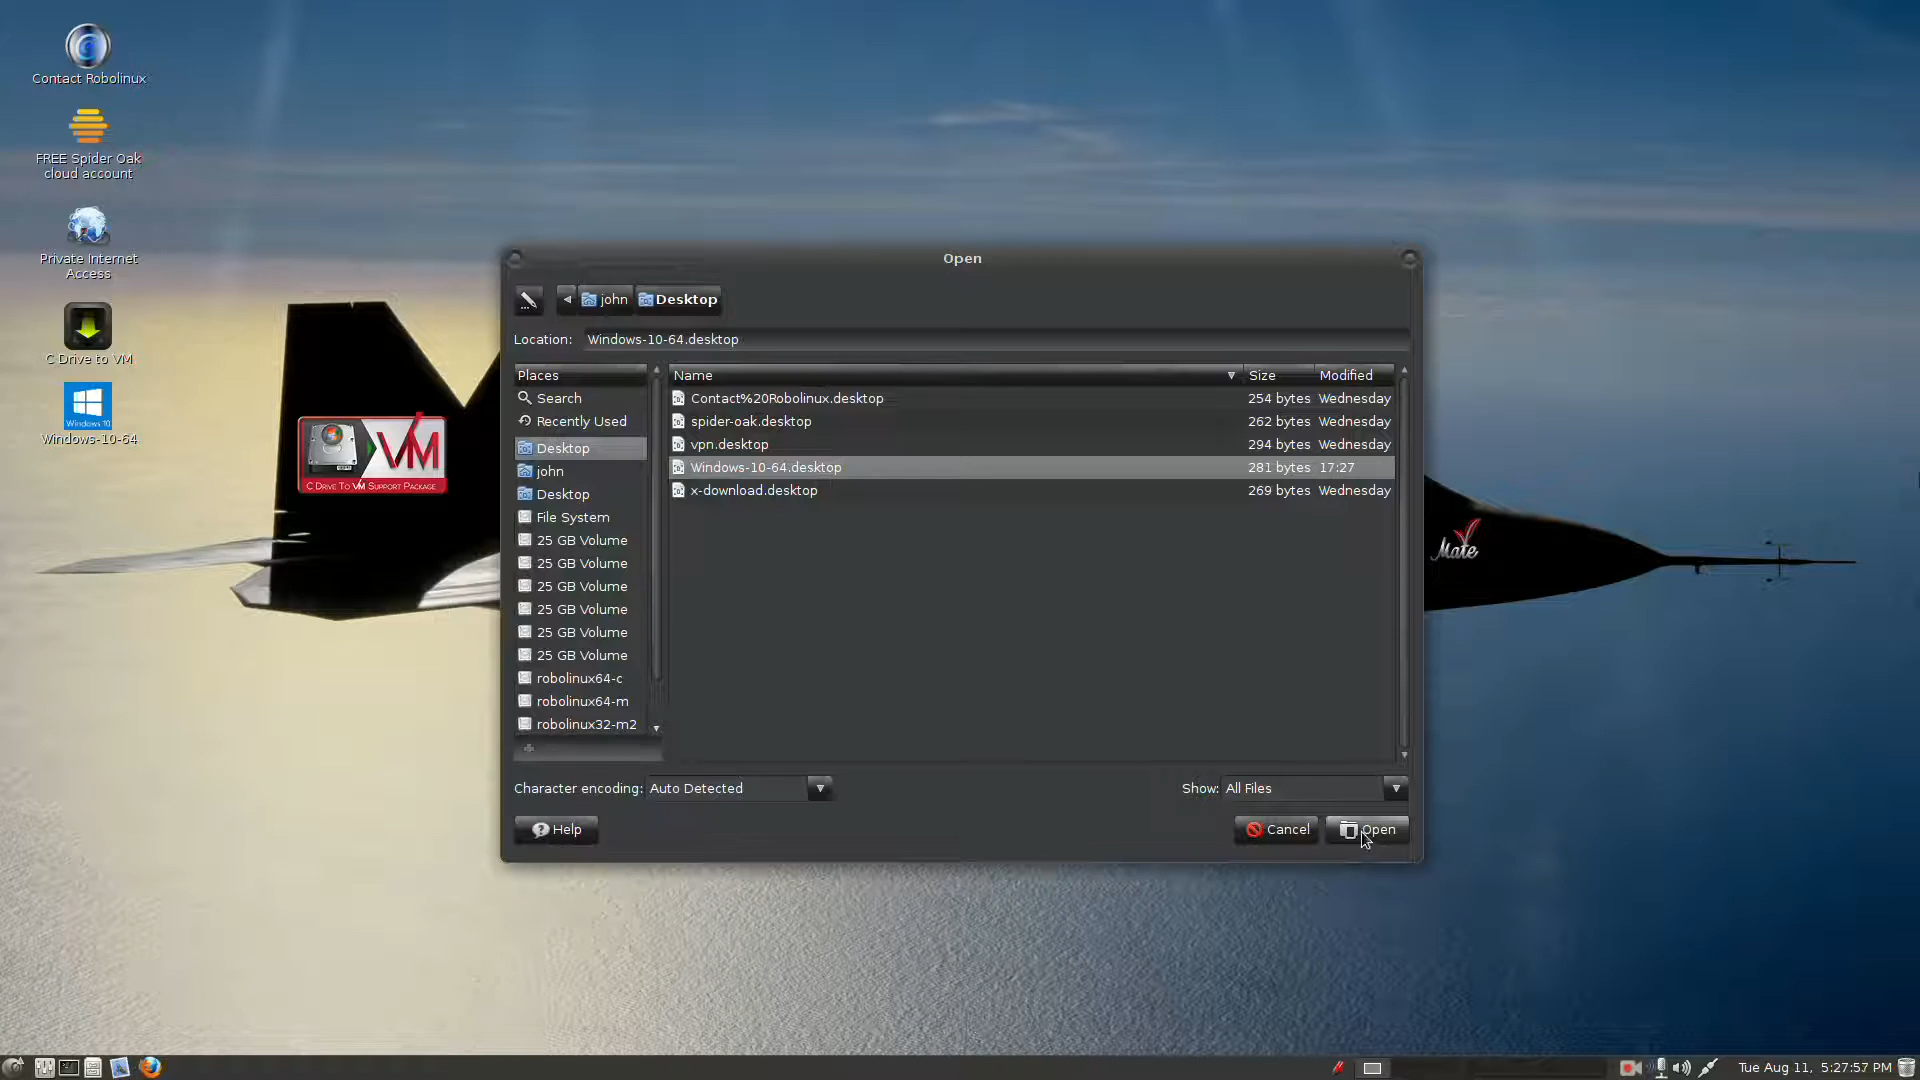 Contact Robolinux
FREE Spider Oak
cloud account
Private Internet
Access
C Drive to VM
Windows 10
Windows-10-64
VM
C DRIVE TO VM SUPPORT PACKAGE
Mate
Open
john
Desktop
Location: Windows-10-64.desktop
Places
Search
Recently Used
Desktop
john
Desktop
File System
25 GB Volume
25 GB Volume
25 GB Volume
25 GB Volume
25 GB Volume
25 GB Volume
robolinux64-c
robolinux64-m
robolinux32-m2
Name Size Modified
Contact%20Robolinux.desktop 254 bytes Wednesday
spider-oak.desktop 262 bytes Wednesday
vpn.desktop 294 bytes Wednesday
Windows-10-64.desktop 281 bytes 17:27
x-download.desktop 269 bytes Wednesday
Character encoding: Auto Detected Show: All Files
Help Cancel Open
Tue Aug 11, 5:27:57 PM